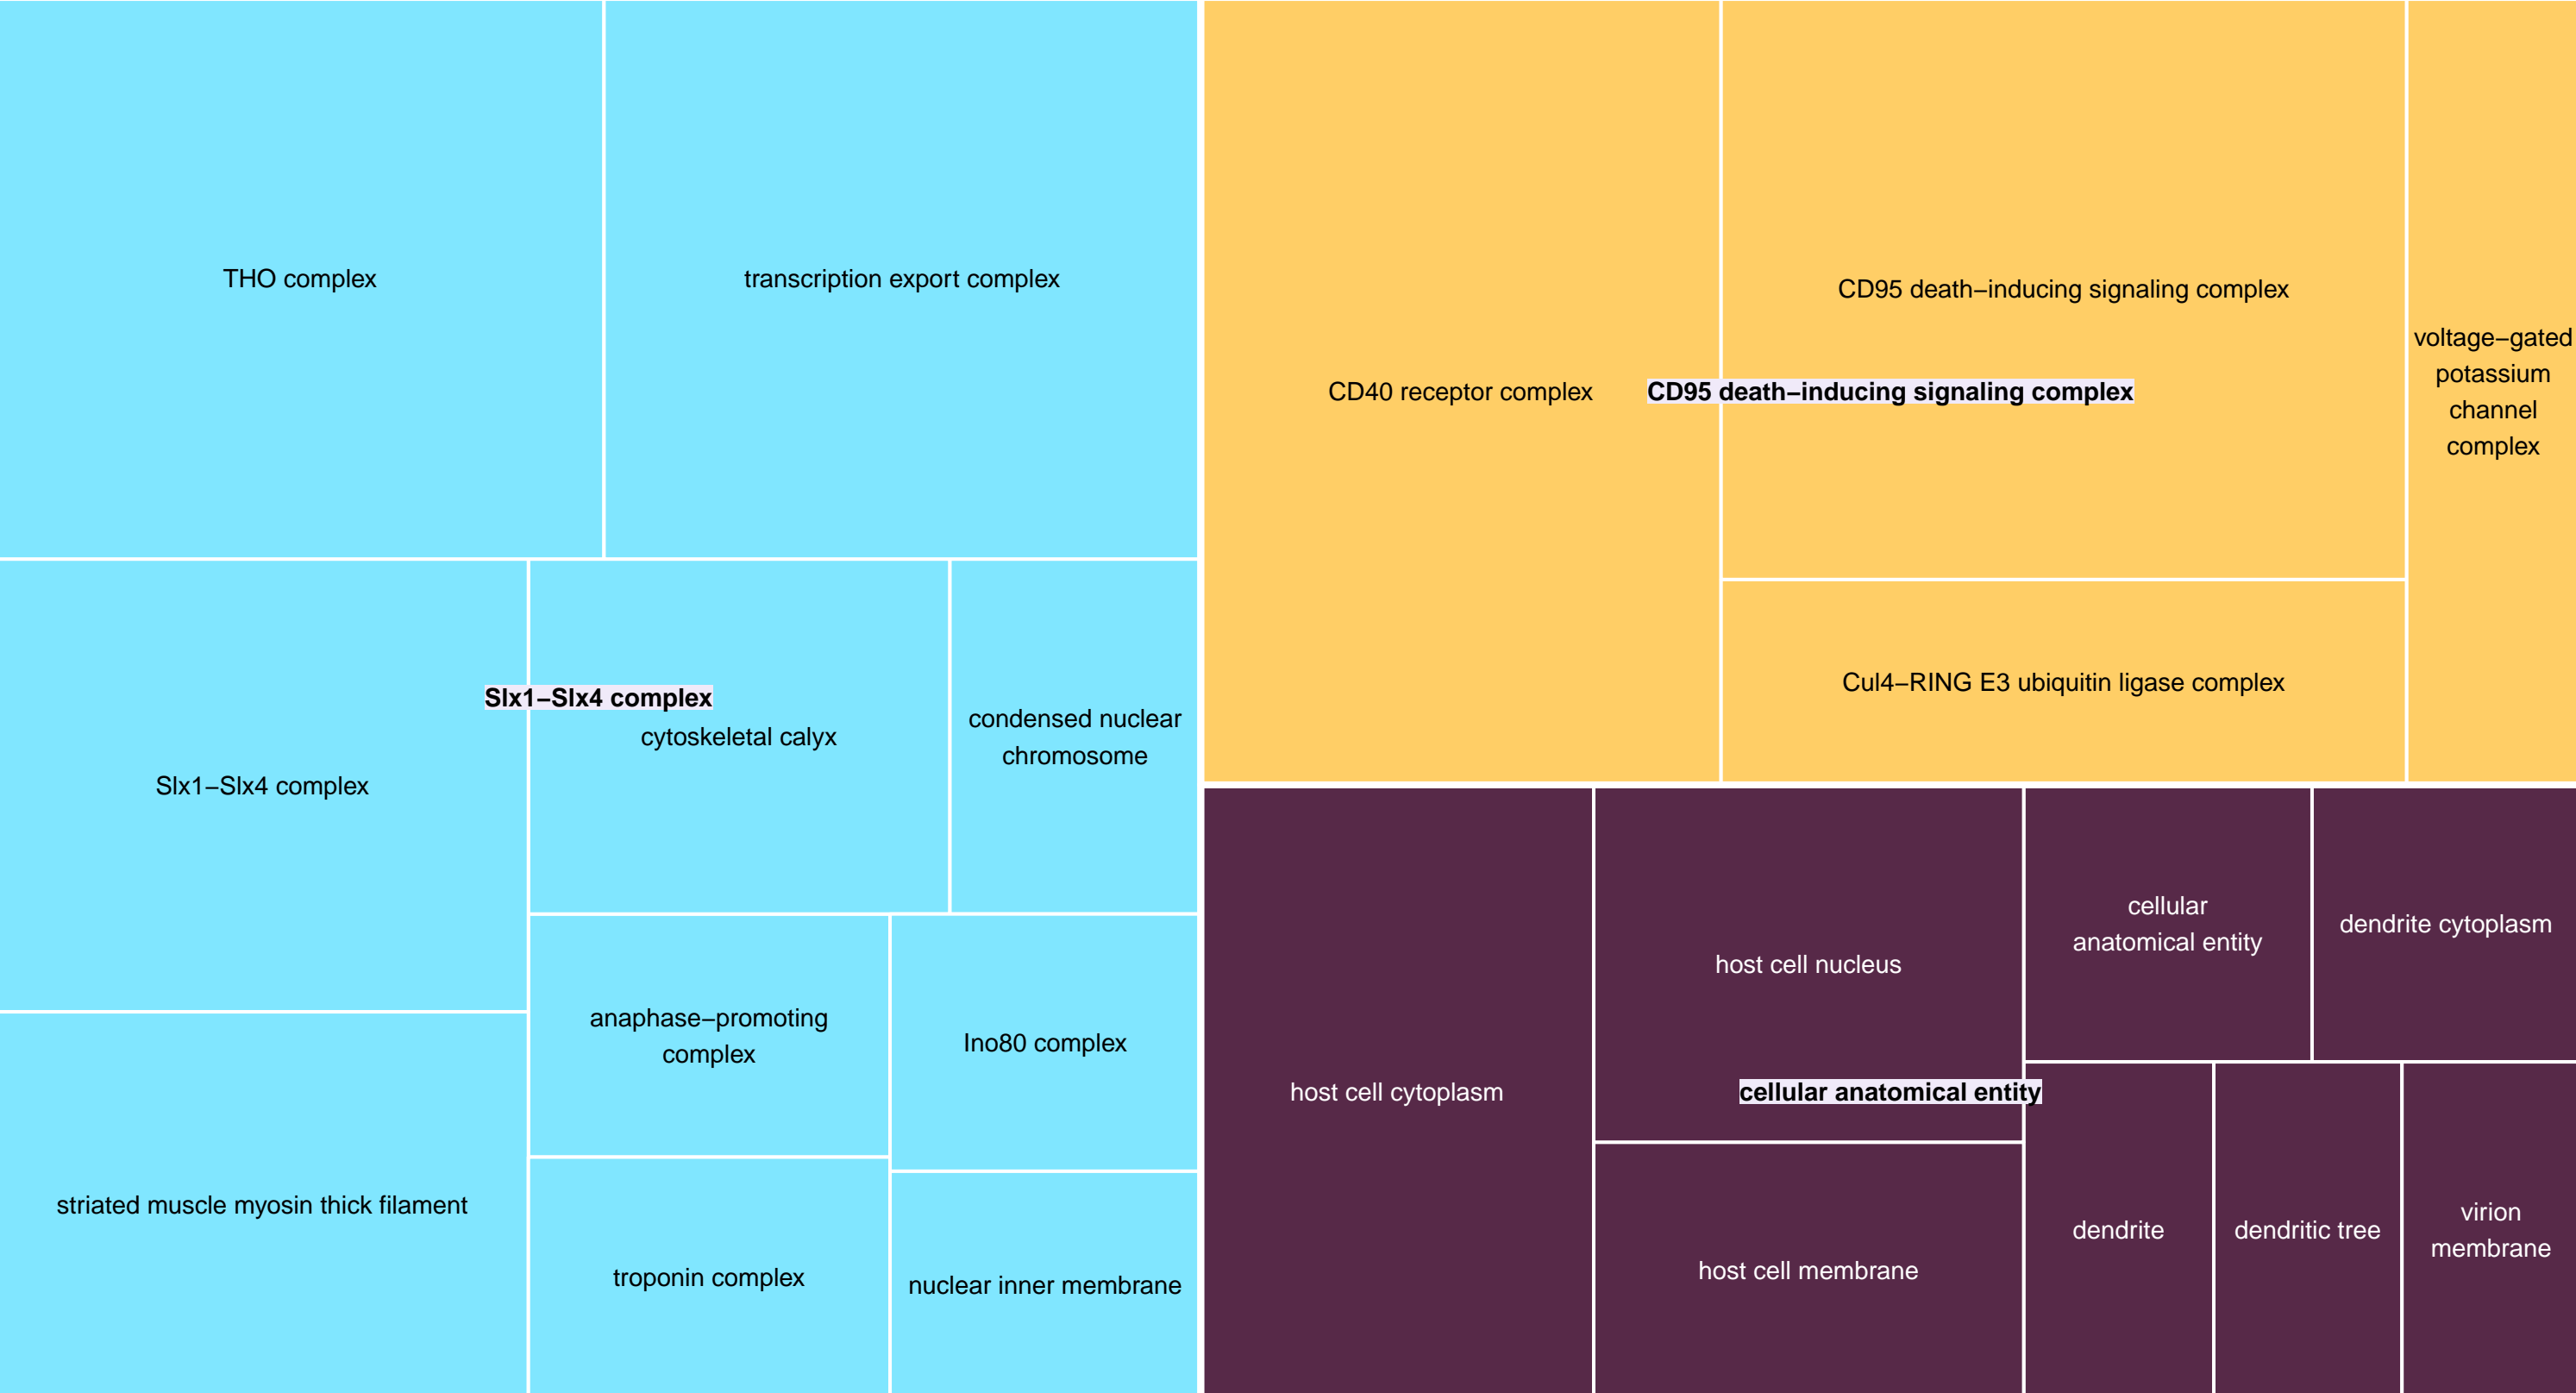 THO complex
transcription export complex
Slx1–Slx4 complex
cytoskeletal calyx
condensed nuclear
chromosome
Slx1–Slx4 complex
anaphase–promoting
complex
Ino80 complex
striated muscle myosin thick filament
troponin complex
nuclear inner membrane
CD95 death–inducing signaling complex
CD40 receptor complex
CD95 death–inducing signaling complex
voltage–gated
potassium
channel
complex
Cul4–RING E3 ubiquitin ligase complex
host cell cytoplasm
host cell nucleus
cellular anatomical entity
host cell membrane
cellular
anatomical entity
dendrite cytoplasm
dendrite
dendritic tree
virion
membrane